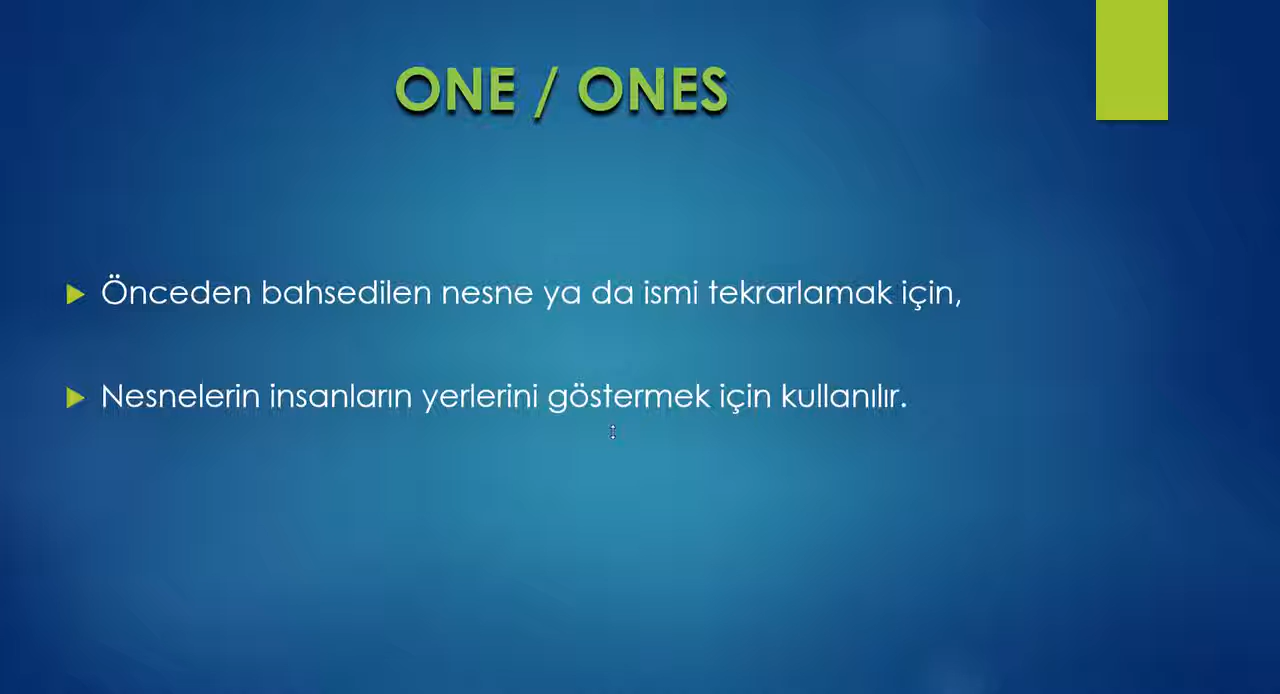 ONE / ONES
Önceden bahsedilen nesne ya da ismi tekrarlamak için,
Nesnelerin insanların yerlerini göstermek için kullanılır.